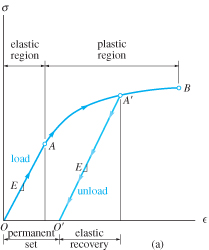 σ
elastic region
plastic region
B
A'
A
load
E
E
unload
O
O'
ϵ
permanent set
elastic recovery
(a)